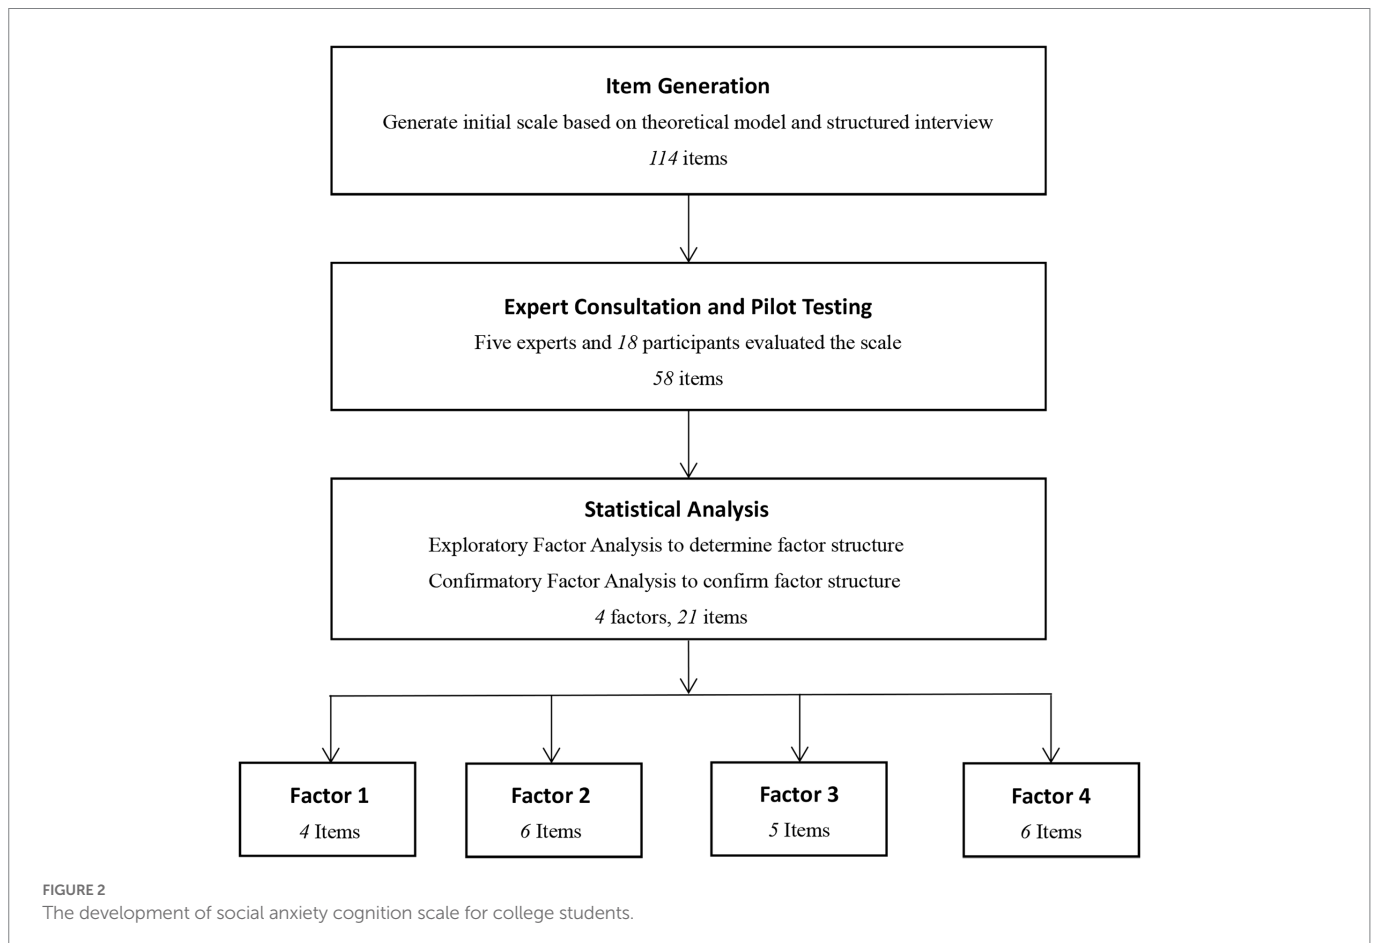 Item Generation
Generate initial scale based on theoretical model and structured interview
114 items
Expert Consultation and Pilot Testing
Five experts and 18 participants evaluated the scale
58 items
Statistical Analysis
Exploratory Factor Analysis to determine factor structure
Confirmatory Factor Analysis to confirm factor structure
4 factors, 21 items
Factor 1
4 Items
Factor 2
6 Items
Factor 3
5 Items
Factor 4
6 Items
FIGURE 2
The development of social anxiety cognition scale for college students.